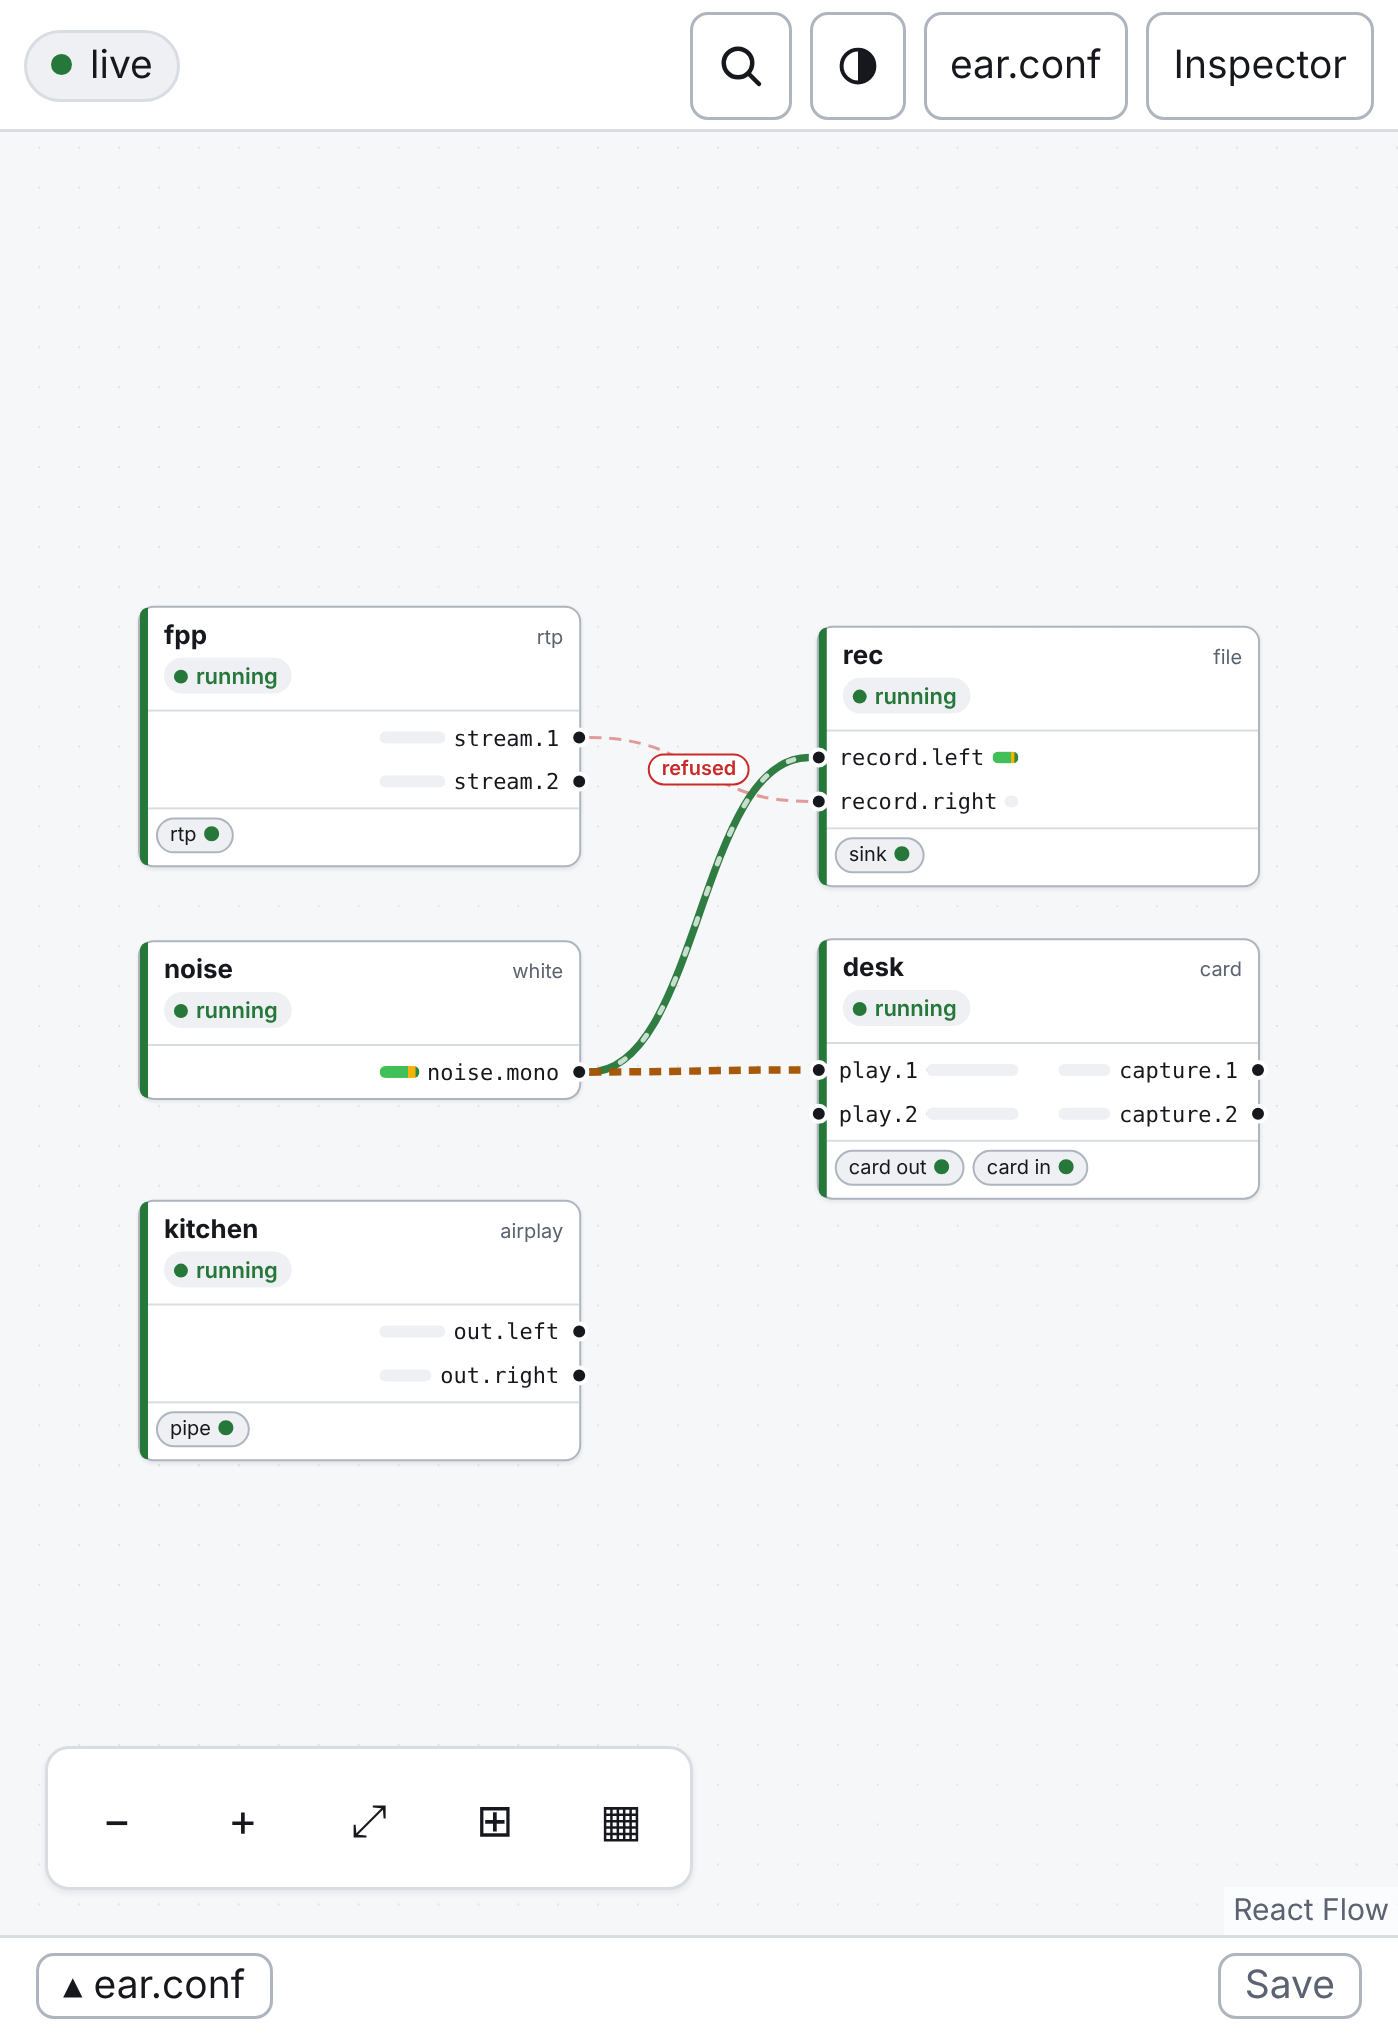 live
ear.conf
Inspector
fpp
rtp
running
stream.1
stream.2
rtp
refused
rec
file
running
record.left
record.right
sink
noise
white
running
noise.mono
desk
card
running
play.1
capture.1
play.2
capture.2
card out
card in
kitchen
airplay
running
out.left
out.right
pipe
React Flow
▲ ear.conf
Save